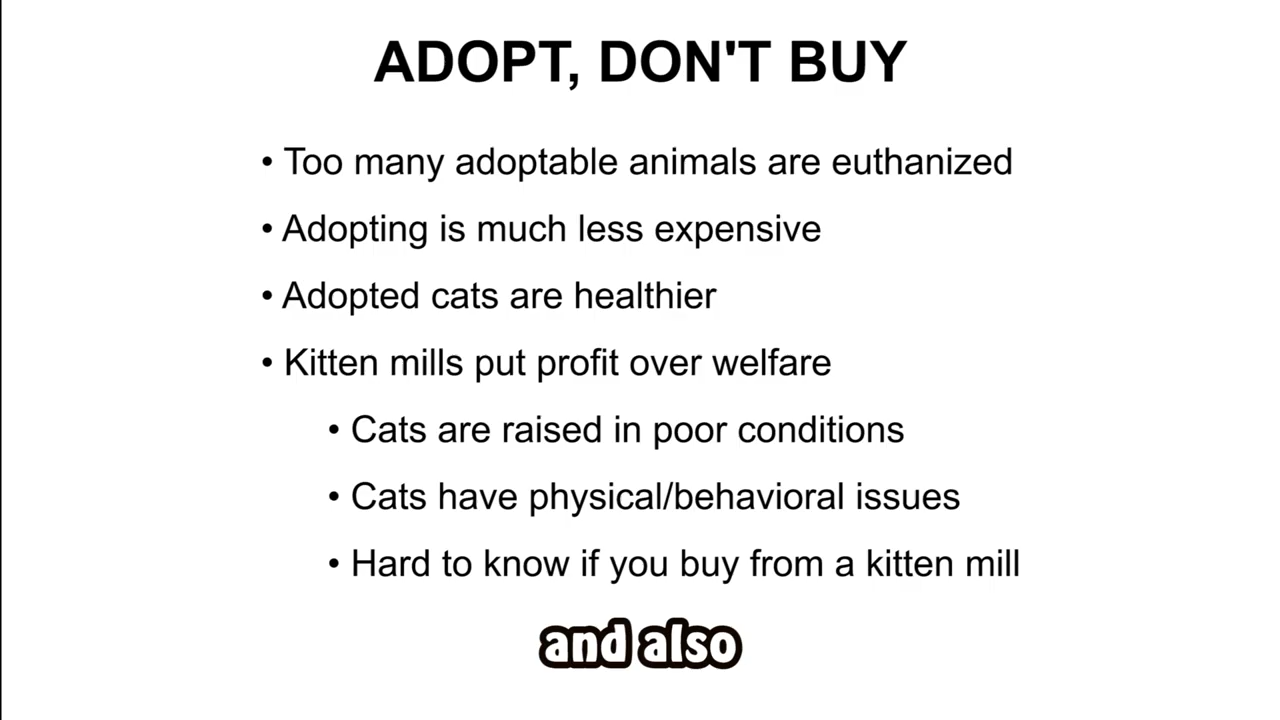 ADOPT, DON'T BUY
• Too many adoptable animals are euthanized
• Adopting is much less expensive
• Adopted cats are healthier
• Kitten mills put profit over welfare
• Cats are raised in poor conditions
• Cats have physical/behavioral issues
• Hard to know if you buy from a kitten mill
and also